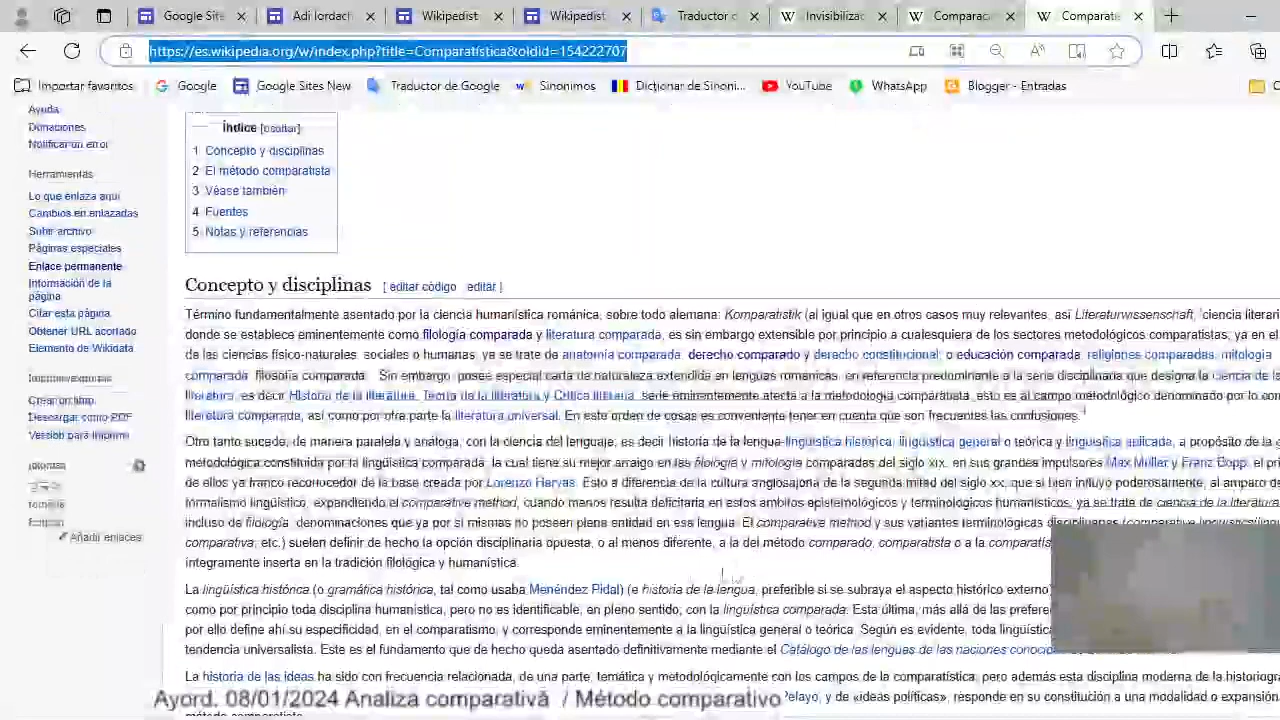 Google Site
Adi Iordach
Wikipedist
Wikipedist
Traductor d
Invisibilizac
Comparac
Comparati
https://es.wikipedia.org/w/index.php?title=Comparatística&oldid=154222707
Importar favoritos
Google
Google Sites New
Traductor de Google
Sinonimos
Dicționar de Sinoni...
YouTube
WhatsApp
Blogger - Entradas
Ayuda
Donaciones
Notificar un error
Herramientas
Lo que enlaza aquí
Cambios en enlazadas
Subir archivo
Páginas especiales
Enlace permanente
Información de la
página
Citar esta página
Obtener URL acortado
Elemento de Wikidata
Imprimir/exportar
Crear un libro
Descargar como PDF
Versión para imprimir
Idiomas
Añadir enlaces
Índice [ocultar]
1 Concepto y disciplinas
2 El método comparatista
3 Véase también
4 Fuentes
5 Notas y referencias
Concepto y disciplinas [ editar código editar ]
Término fundamentalmente asentado por la ciencia humanística románica, sobre todo alemana: Komparatistik (al igual que en otros casos muy relevantes, así Literaturwissenschaft, 'ciencia literari
donde se establece eminentemente como filología comparada y literatura comparada, es sin embargo extensible por principio a cualesquiera de los sectores metodológicos comparatistas, ya en
de las ciencias físico-naturales, sociales o humanas, ya se trate de anatomía comparada, derecho comparado y derecho constitucional, o educación comparada, religiones comparadas, mitología
comparada, filosofía comparada. Sin embargo, posee especial carta de naturaleza extendida en lenguas románicas, en referencia predominante a la serie disciplinaria que designa la ciencia de la
literatura, es decir Historia de la literatura, Teoría de la literatura y Crítica literaria, sede eminentemente afecta a la metodología comparatista, esto es al campo metodológico denominado por lo co
literatura comparada, así como por otra parte la literatura universal. En este orden de cosas es conveniente tener en cuenta que son frecuentes las confusiones.1
Otro tanto sucede, de manera paralela y análoga, con la ciencia del lenguaje, es decir historia de la lengua-lingüística histórica, lingüística general o teórica y lingüística aplicada, a propósito de la
metodológica constituida por la lingüística comparada, la cual tiene su mejor arraigo en las filología y mitología comparadas del siglo XIX, en sus grandes impulsores Max Müller y Franz Bopp, el pri
de ellos ya franco reconocedor de la base creada por Lorenzo Hervás. Esto a diferencia de la cultura anglosajona de la segunda mitad del siglo XX, que si bien influyó poderosamente, al amparo de
formalismo lingüístico, expandiendo el comparative method, cuando menos resulta deficitaria en estos ámbitos epistemológicos y terminológicos humanísticos, ya se trate de ciencia de la literatura
incluso de filología, denominaciones que ya por sí mismas no poseen plena entidad en esa lengua. El comparative method y sus variantes terminológicas disciplinares (comparative
comparativa, etc.) suelen definir de hecho la opción disciplinaria opuesta, o al menos diferente, a la del método comparado, comparatista o a la comparatís
íntegramente inserta en la tradición filológica y humanística.
La lingüística histórica (o gramática histórica, tal como usaba Menéndez Pidal) (e historia de la lengua, preferible si se subraya el aspecto histórico externo)
como por principio toda disciplina humanística, pero no es identificable, en pleno sentido, con la lingüística comparada. Esta última, más allá de las prefere
por ello define ahí su especificidad, en el comparatismo, y corresponde eminentemente a la lingüística general o teórica. Según es evidente, toda lingüístic
tendencia universalista. Este es el fundamento que de hecho queda asentado definitivamente mediante el Catálogo de las lenguas de las naciones conocid
La historia de las ideas ha sido con frecuencia relacionada, de una parte, temática y metodológicamente con los campos de la comparatística, pero además esta disciplina moderna de la historiogra
Pelayo, y de «ideas políticas», responde en su constitución a una modalidad o expansión
Ayord. 08/01/2024 Analiza comparativă / Método comparativo
método comparatista